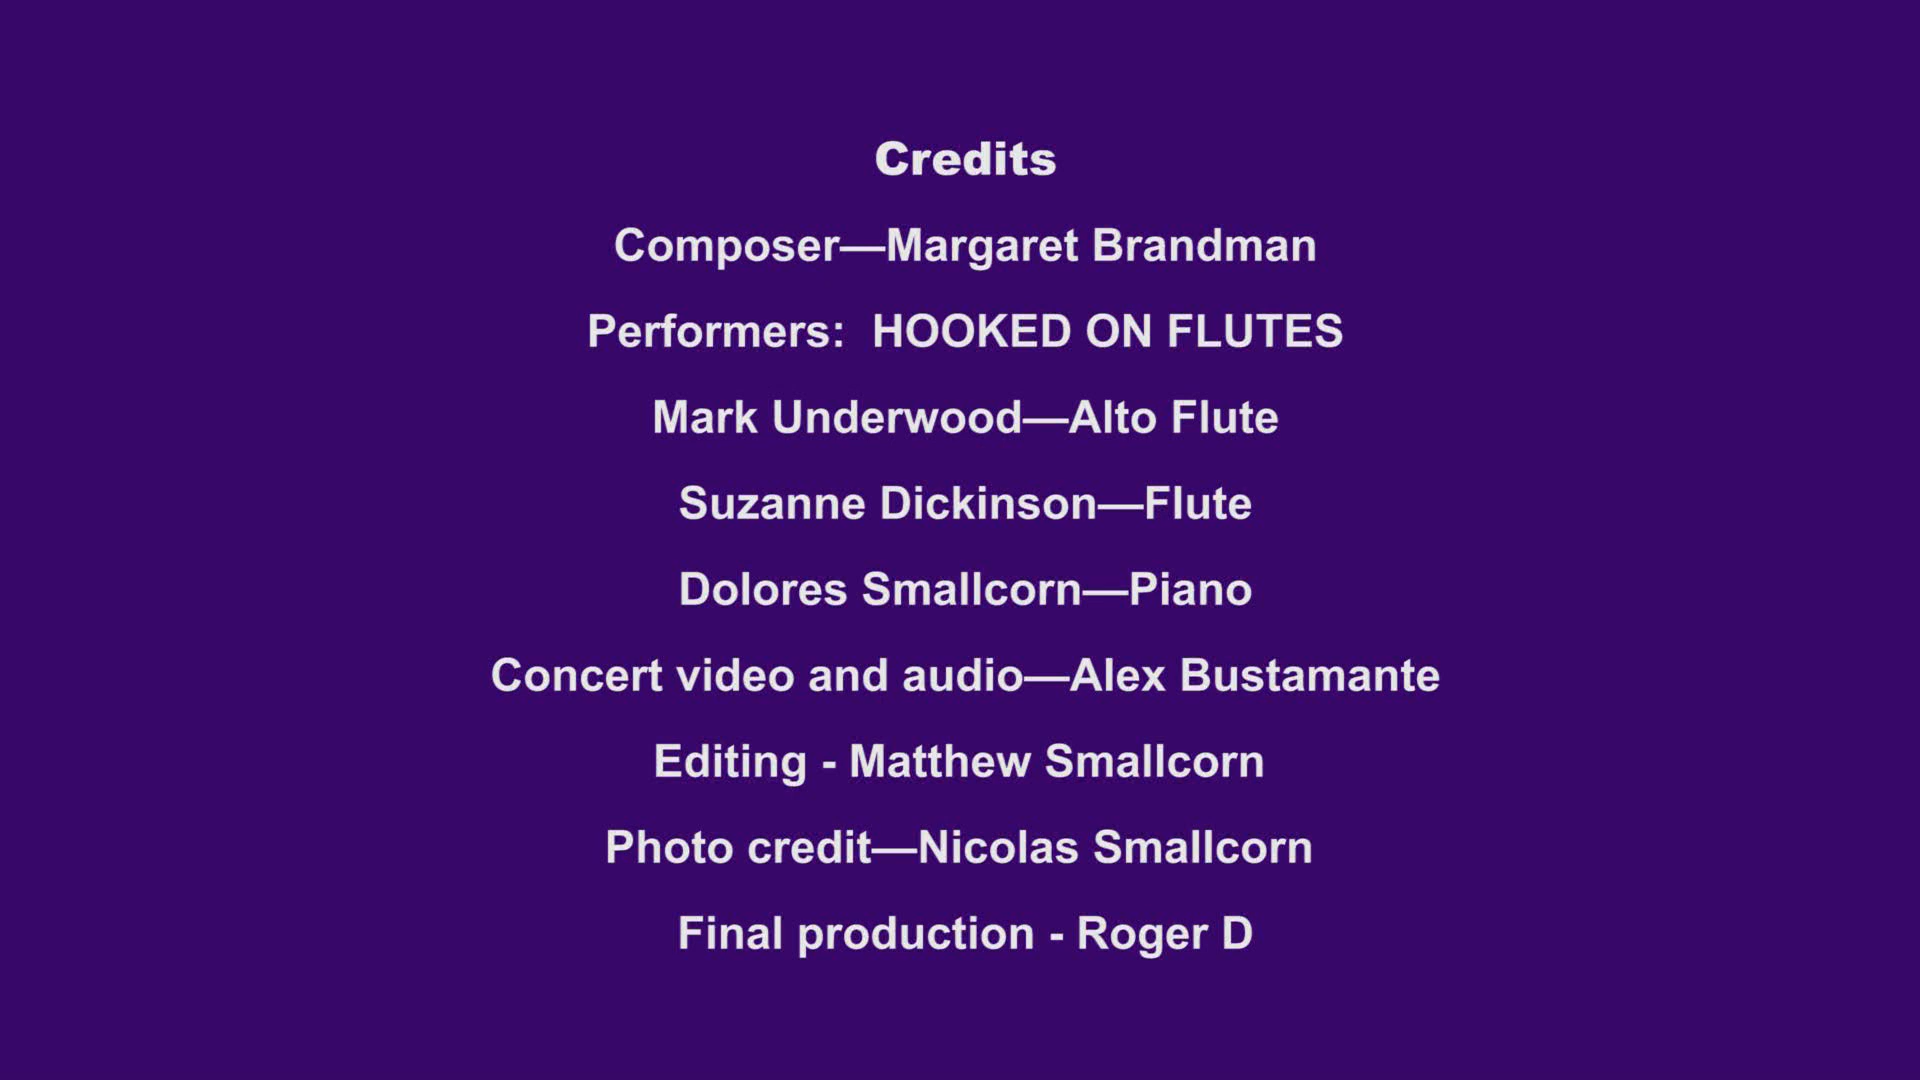 Credits
Composer—Margaret Brandman
Performers:  HOOKED ON FLUTES
Mark Underwood—Alto Flute
Suzanne Dickinson—Flute
Dolores Smallcorn—Piano
Concert video and audio—Alex Bustamante
Editing - Matthew Smallcorn
Photo credit—Nicolas Smallcorn
Final production - Roger D